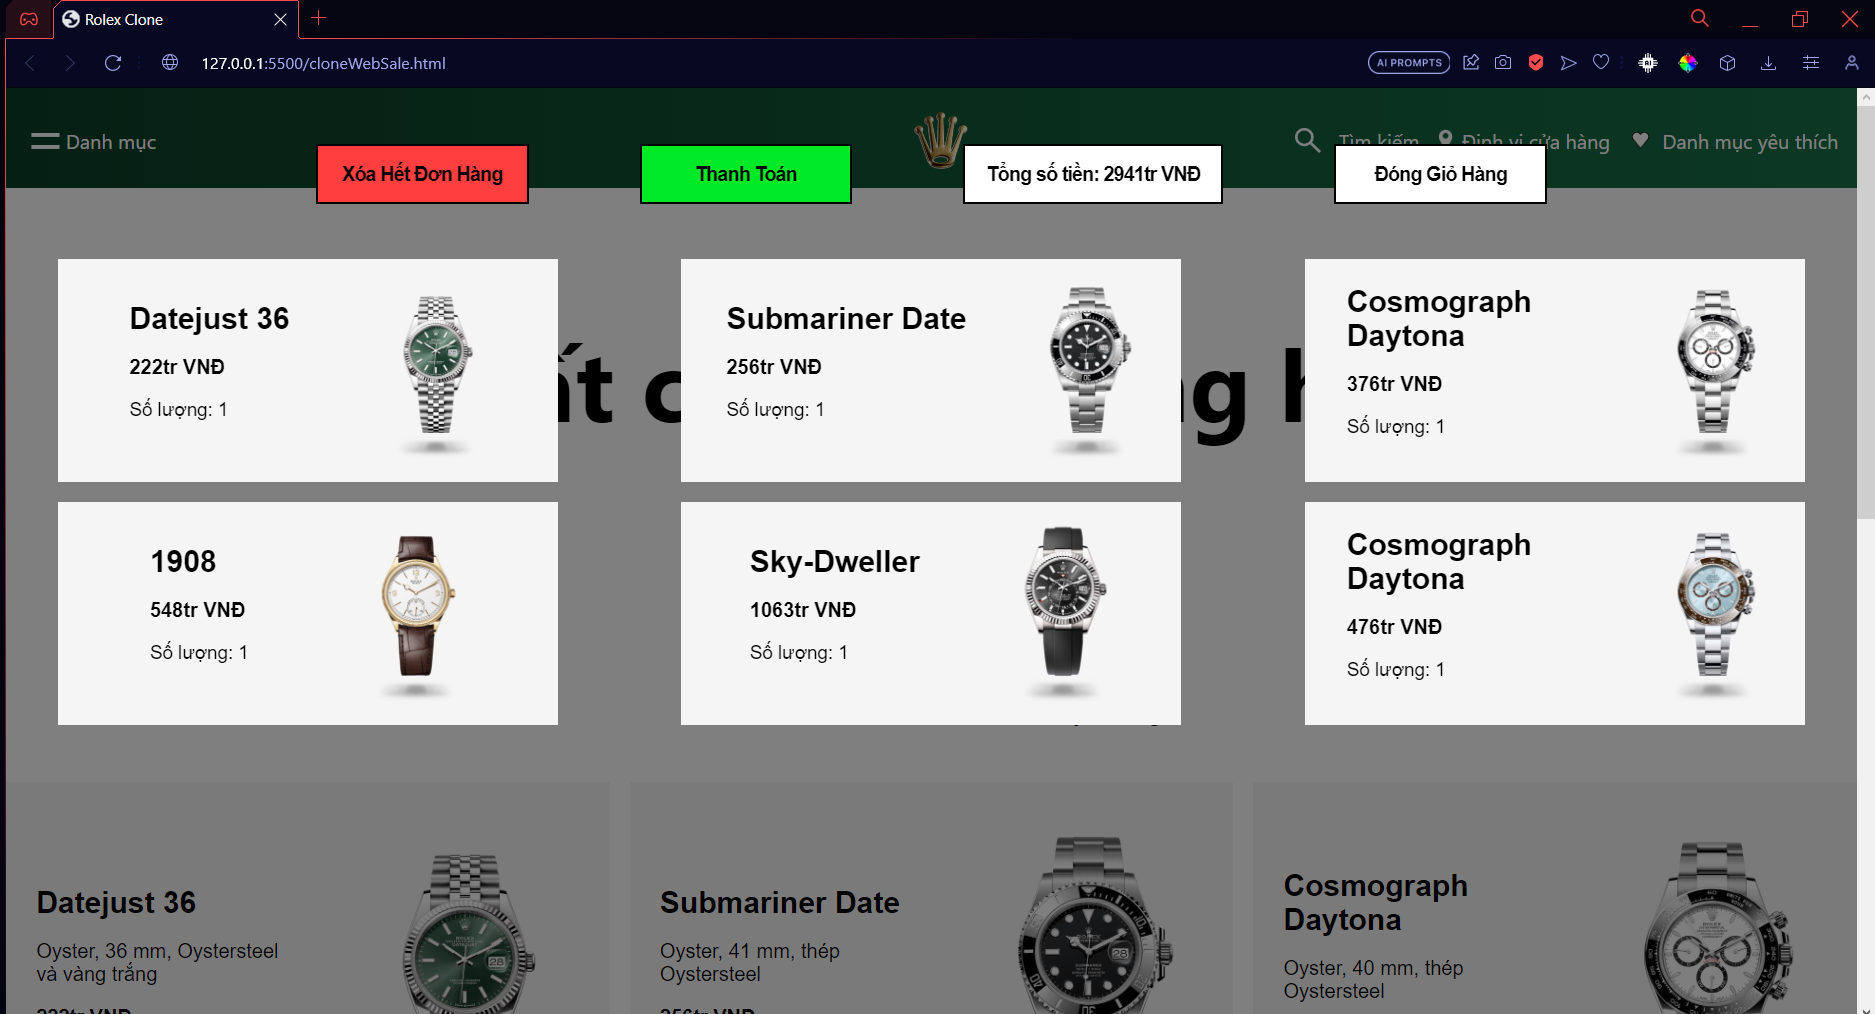 Rolex Clone
127.0.0.1:5500/cloneWebSale.html
AI PROMPTS
Danh mục
Tìm kiếm
Định vị cửa hàng
Danh mục yêu thích
Xóa Hết Đơn Hàng
Thanh Toán
Tổng số tiền: 2941tr VNĐ
Đóng Giỏ Hàng
Datejust 36
222tr VNĐ
Số lượng: 1
Submariner Date
256tr VNĐ
Số lượng: 1
Cosmograph
Daytona
376tr VNĐ
Số lượng: 1
1908
548tr VNĐ
Số lượng: 1
Sky-Dweller
1063tr VNĐ
Số lượng: 1
Cosmograph
Daytona
476tr VNĐ
Số lượng: 1
Datejust 36
Oyster, 36 mm, Oystersteel
và vàng trắng
222tr VNĐ
Submariner Date
Oyster, 41 mm, thép
Oystersteel
256tr VNĐ
Cosmograph
Daytona
Oyster, 40 mm, thép
Oystersteel